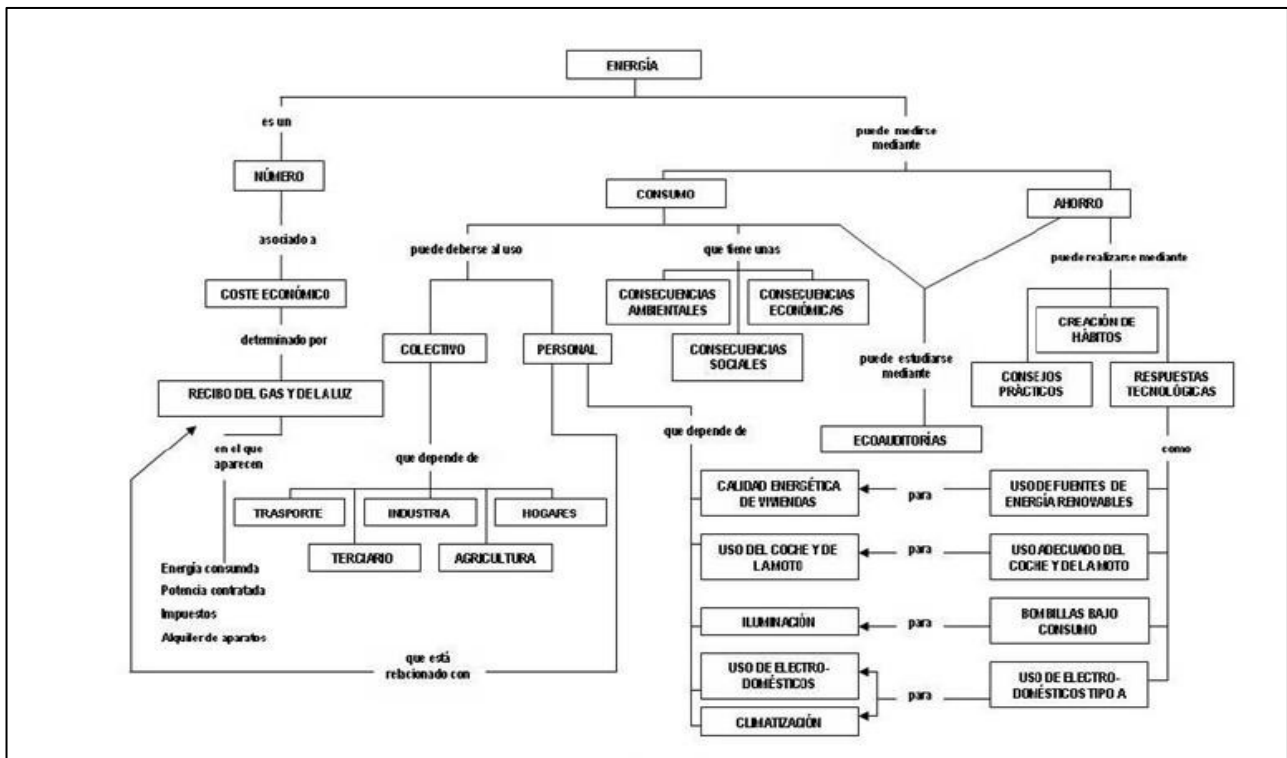 ENERGÍA
es un
puede medirse
mediante
NÚMERO
CONSUMO
AHORRO
asociado a
puede deberse al uso
que tiene unas
puede realizarse mediante
COSTE ECONÓMICO
CONSECUENCIAS
AMBIENTALES
CONSECUENCIAS
ECONÓMICAS
CREACIÓN DE
HÁBITOS
determinado por
COLECTIVO
PERSONAL
CONSECUENCIAS
SOCIALES
puede estudiarse
mediante
CONSEJOS
PRÁCTICOS
RESPUESTAS
TECNOLÓGICAS
RECIBO DEL GAS Y DE LA LUZ
que depende de
ECOAUDITORÍAS
como
en el que
aparecen
que depende de
CALIDAD ENERGÉTICA
DE VIVIENDAS
para
USO DE FUENTES DE
ENERGÍA RENOVABLES
TRASPORTE
INDUSTRIA
HOGARES
TERCIARIO
AGRICULTURA
USO DEL COCHE Y DE
LA MOTO
para
USO ADECUADO DEL
COCHE Y DE LA MOTO
Energía consumda
Potencia contratada
Impuestos
Alquiler de aparatos
ILUMINACIÓN
para
BOMBILLAS BAJO
CONSUMO
que está
relacionado con
USO DE ELECTRO-
DOMÉSTICOS
para
USO DE ELECTRO-
DOMÉSTICOS TIPO A
CLIMATIZACIÓN